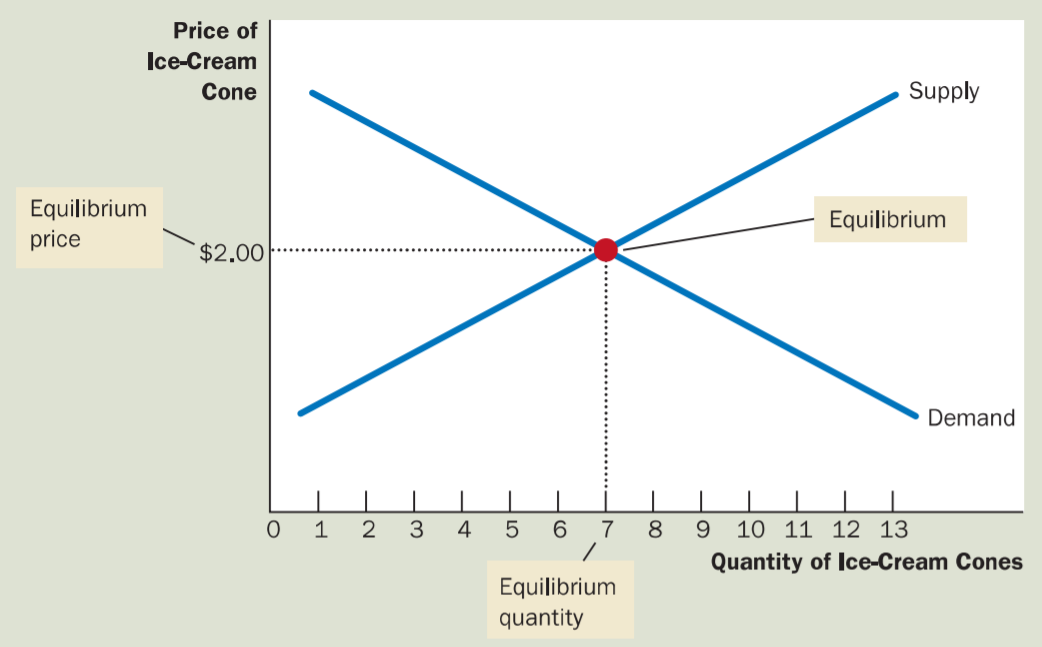 Price of
Ice-Cream
Cone
Supply
Equilibrium
price
$2.00
Equilibrium
Demand
0 1 2 3 4 5 6 7 8 9 10 11 12 13
Quantity of Ice-Cream Cones
Equilibrium
quantity